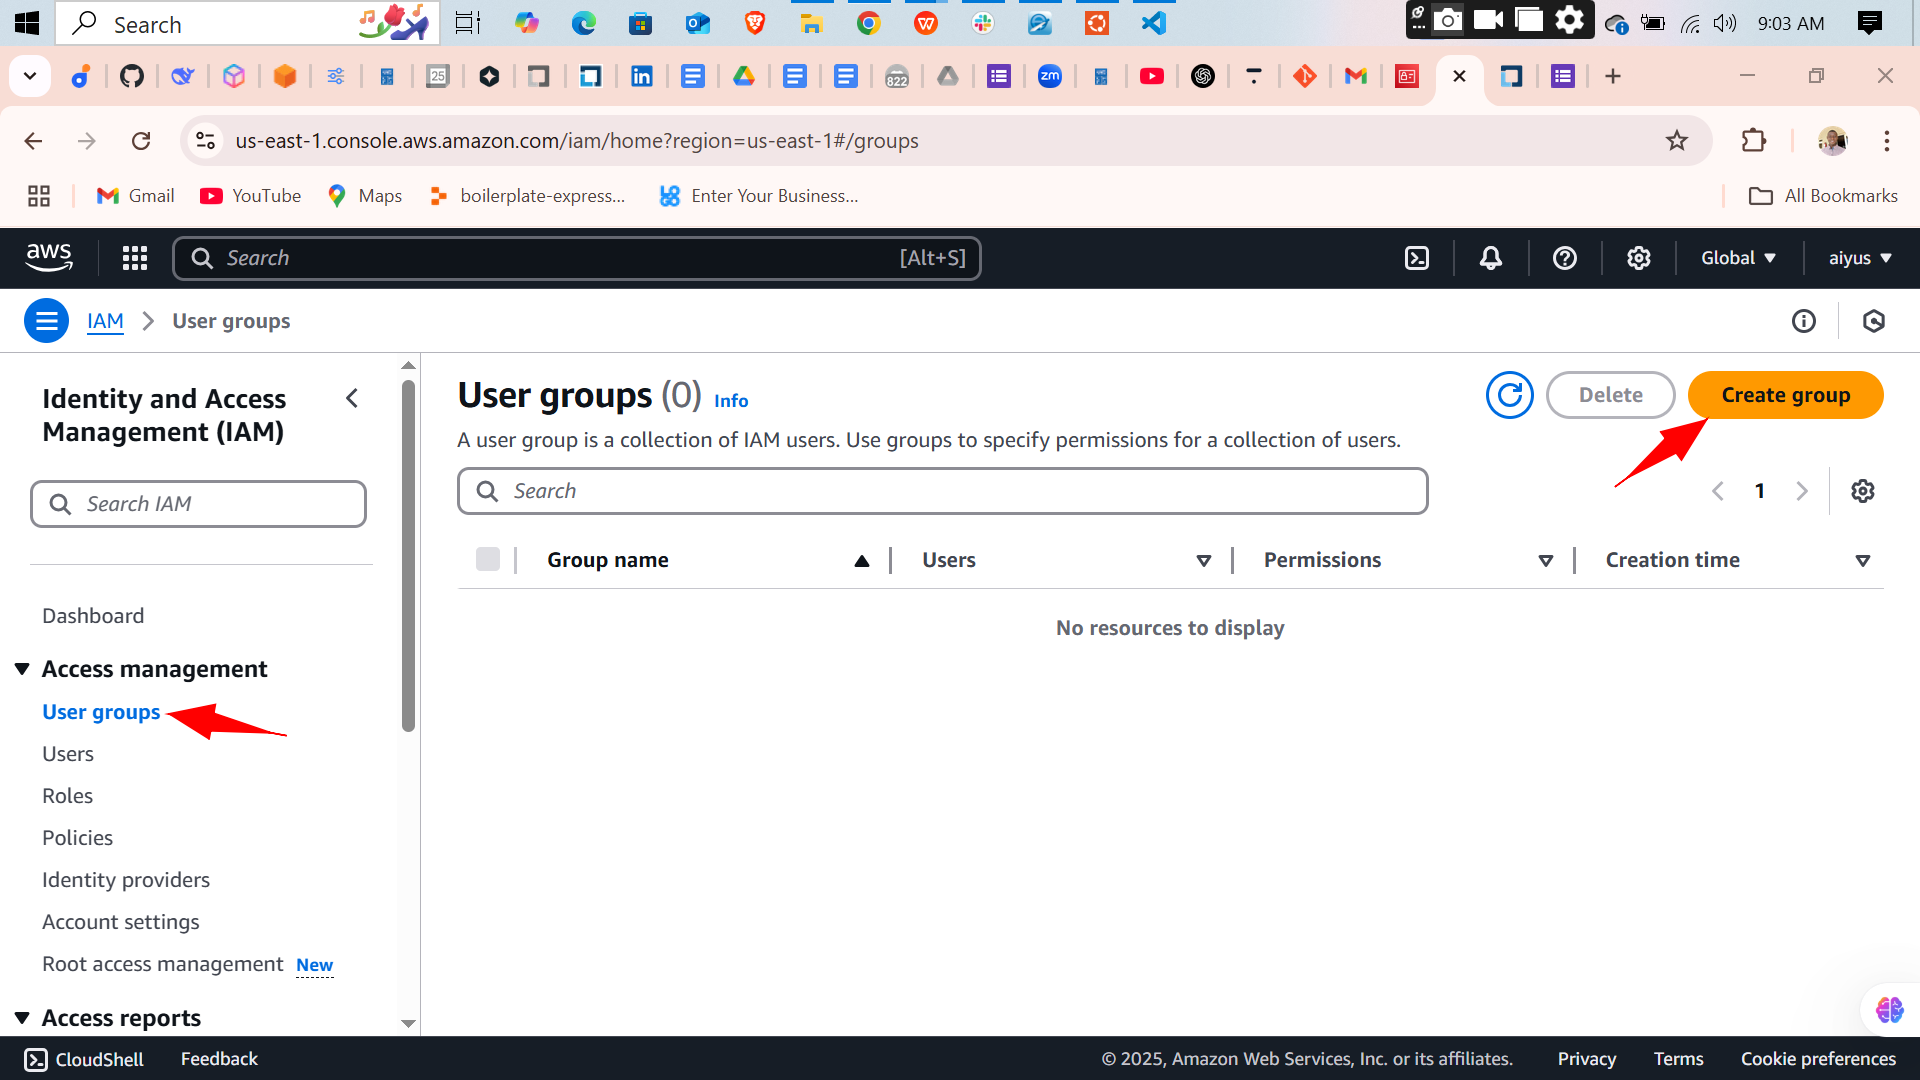 Search
9:03 AM
25
822
zm
us-east-1.console.aws.amazon.com/iam/home?region=us-east-1#/groups
Gmail
YouTube
Maps
boilerplate-express...
Enter Your Business...
All Bookmarks
aws
Search
[Alt+S]
Global
aiyus
IAM
User groups
Identity and Access
Management (IAM)
Search IAM
Dashboard
Access management
User groups
Users
Roles
Policies
Identity providers
Account settings
Root access management New
Access reports
User groups (0) Info
Delete
Create group
A user group is a collection of IAM users. Use groups to specify permissions for a collection of users.
Search
1
Group name
Users
Permissions
Creation time
No resources to display
CloudShell
Feedback
© 2025, Amazon Web Services, Inc. or its affiliates.
Privacy
Terms
Cookie preferences